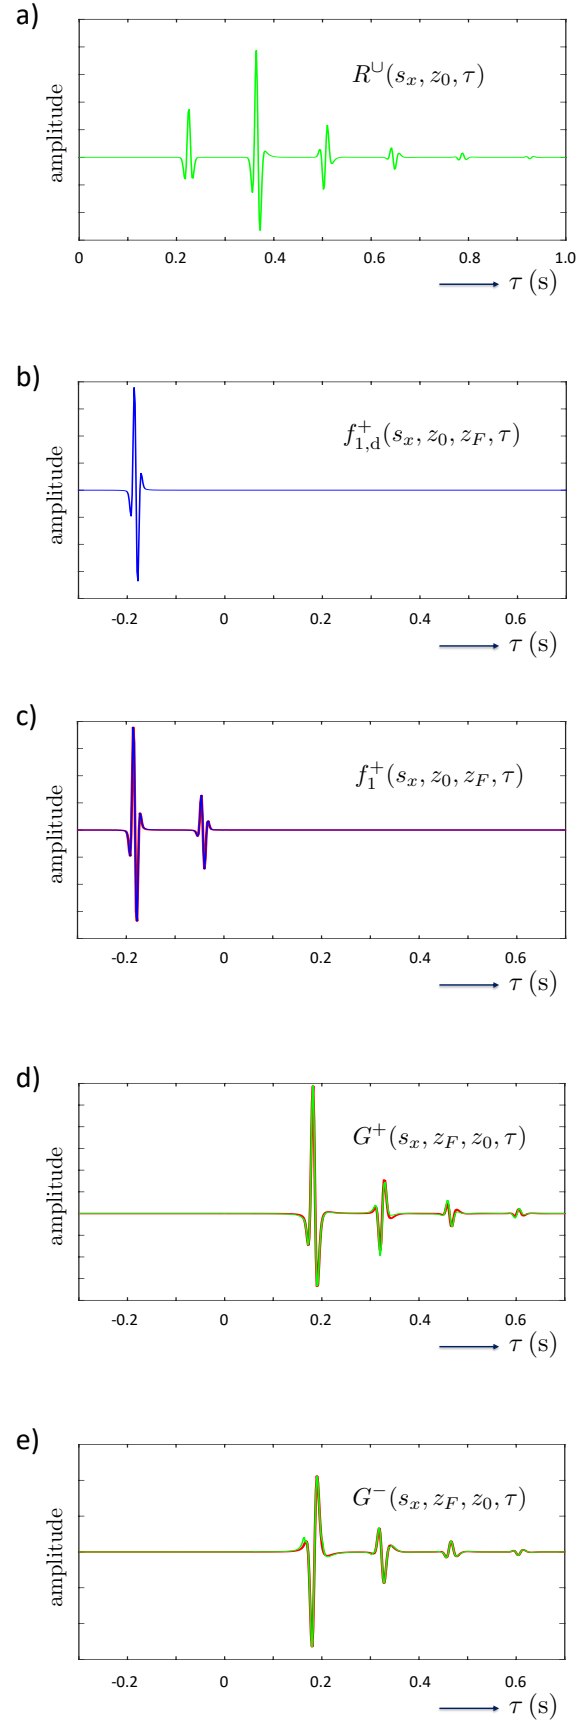 a)
R^∪(s_x, z_0, τ)
amplitude
0 0.2 0.4 0.6 0.8 1.0
τ (s)
b)
f^+_{1,d}(s_x, z_0, z_F, τ)
amplitude
-0.2 0 0.2 0.4 0.6
τ (s)
c)
f^+_1(s_x, z_0, z_F, τ)
amplitude
-0.2 0 0.2 0.4 0.6
τ (s)
d)
G^+(s_x, z_F, z_0, τ)
amplitude
-0.2 0 0.2 0.4 0.6
τ (s)
e)
G^-(s_x, z_F, z_0, τ)
amplitude
-0.2 0 0.2 0.4 0.6
τ (s)